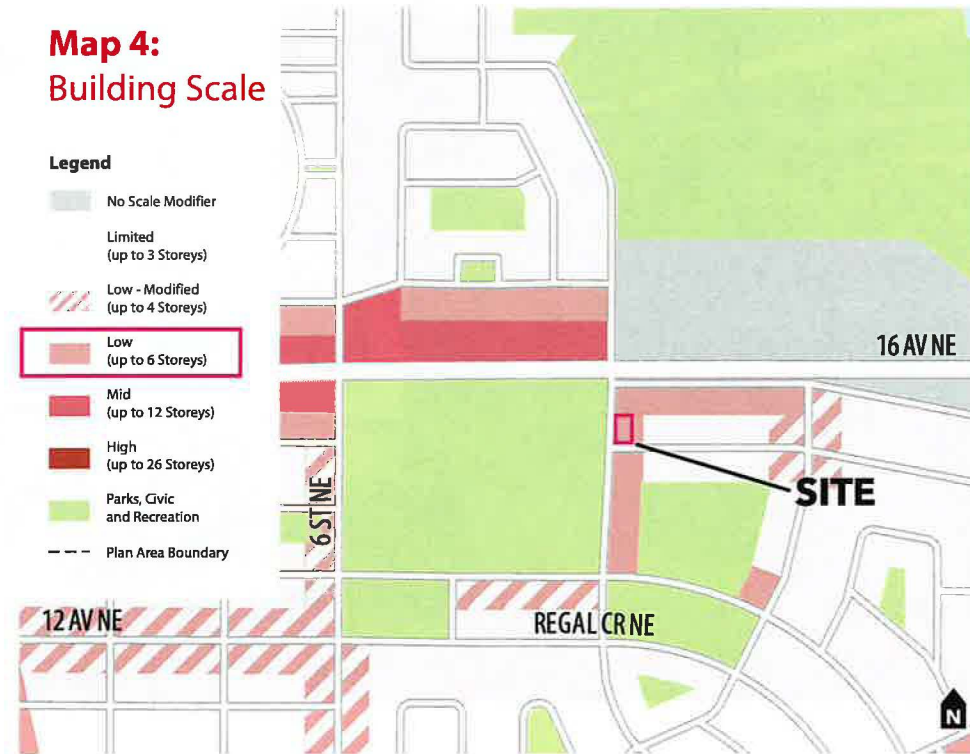 Map 4:
Building Scale
Legend
No Scale Modifier
Limited
(up to 3 Storeys)
Low - Modified
(up to 4 Storeys)
Low
(up to 6 Storeys)
Mid
(up to 12 Storeys)
High
(up to 26 Storeys)
Parks, Civic
and Recreation
Plan Area Boundary
16 AV NE
SITE
6 ST NE
12 AV NE
REGAL CR NE
N